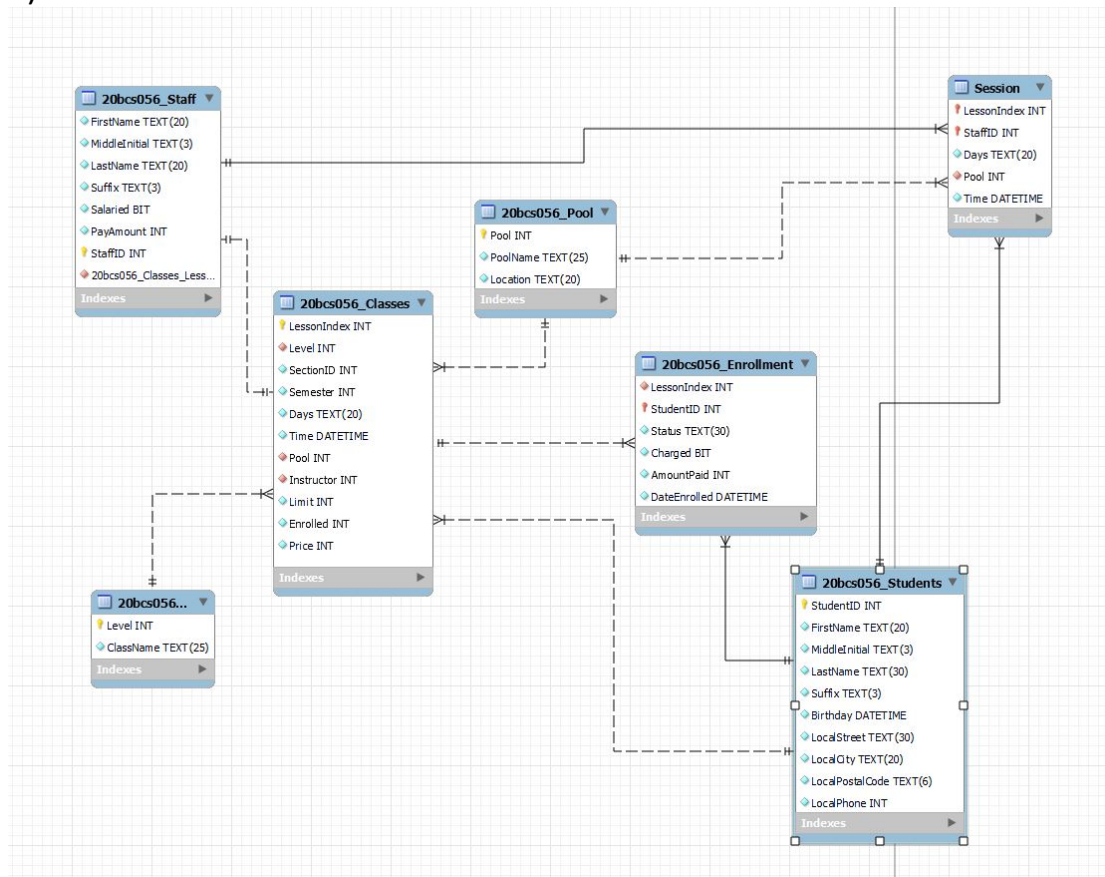 20bcs056_Staff
FirstName TEXT(20)
MiddleInitial TEXT(3)
LastName TEXT(20)
Suffix TEXT(3)
Salaried BIT
PayAmount INT
StaffID INT
20bcs056_Classes_Less...
Indexes
Session
LessonIndex INT
StaffID INT
Days TEXT(20)
Pool INT
Time DATETIME
Indexes
20bcs056_Pool
Pool INT
PoolName TEXT(25)
Location TEXT(20)
Indexes
20bcs056_Classes
LessonIndex INT
Level INT
SectionID INT
Semester INT
Days TEXT(20)
Time DATETIME
Pool INT
Instructor INT
Limit INT
Enrolled INT
Price INT
Indexes
20bcs056_Enrollment
LessonIndex INT
StudentID INT
Status TEXT(30)
Charged BIT
AmountPaid INT
DateEnrolled DATETIME
Indexes
20bcs056...
Level INT
ClassName TEXT(25)
Indexes
20bcs056_Students
StudentID INT
FirstName TEXT(20)
MiddleInitial TEXT(3)
LastName TEXT(30)
Suffix TEXT(3)
Birthday DATETIME
LocalStreet TEXT(30)
LocalCity TEXT(20)
LocalPostalCode TEXT(6)
LocalPhone INT
Indexes